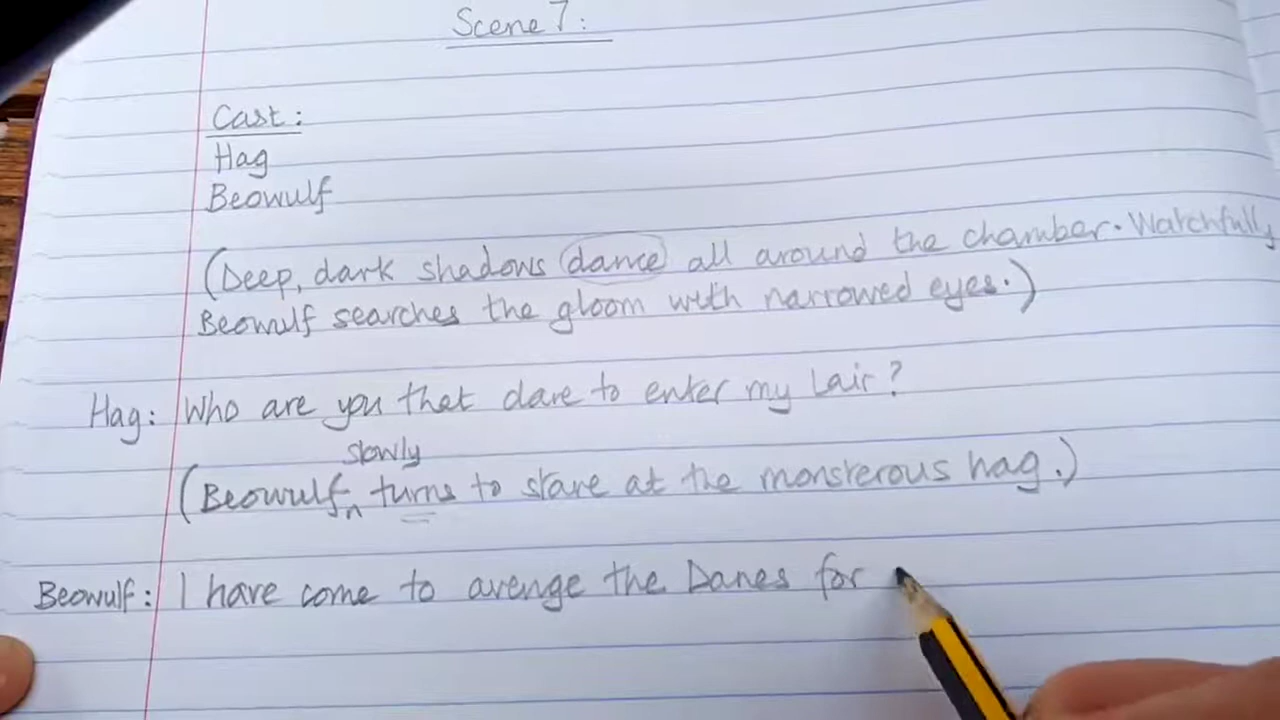 Scene 7:
Cast:
Hag
Beowulf
(Deep, dark shadows dance all around the chamber. Watchfully
Beowulf searches the gloom with narrowed eyes.)
Hag: Who are you that dare to enter my lair?
slowly
(Beowulf ^ turns to stare at the monsterous hag.)
Beowulf: I have come to avenge the Danes for